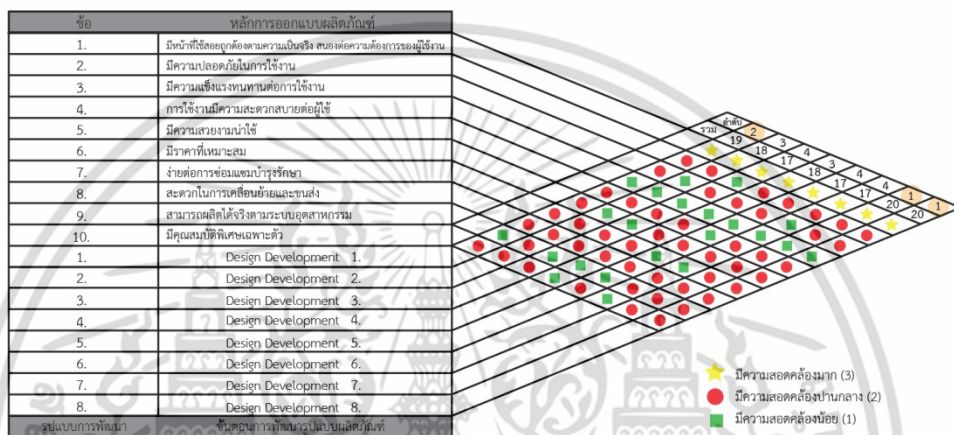 ข้อ หลักการออกแบบผลิตภัณฑ์
1. มีหน้าที่ใช้สอยถูกต้องตามความเป็นจริง สนองต่อความต้องการของผู้ใช้งาน
2. มีความปลอดภัยในการใช้งาน
3. มีความแข็งแรงทนทานต่อการใช้งาน
4. การใช้งานมีความสะดวกสบายต่อผู้ใช้
5. มีความสวยงามน่าใช้
6. มีราคาที่เหมาะสม
7. ง่ายต่อการซ่อมแซมบำรุงรักษา
8. สะดวกในการเคลื่อนย้ายและขนส่ง
9. สามารถผลิตได้จริงตามระบบอุตสาหกรรม
10. มีคุณสมบัติพิเศษเฉพาะตัว
1. Design Development 1.
2. Design Development 2.
3. Design Development 3.
4. Design Development 4.
5. Design Development 5.
6. Design Development 6.
7. Design Development 7.
8. Design Development 8.
รูปแบบการพัฒนา ขั้นตอนการพัฒนารูปแบบผลิตภัณฑ์
รวม ลำดับ
19 2
18 3
17 4
18 3
17 4
17 4
20 1
20 1
มีความสอดคล้องมาก (3)
มีความสอดคล้องปานกลาง (2)
มีความสอดคล้องน้อย (1)